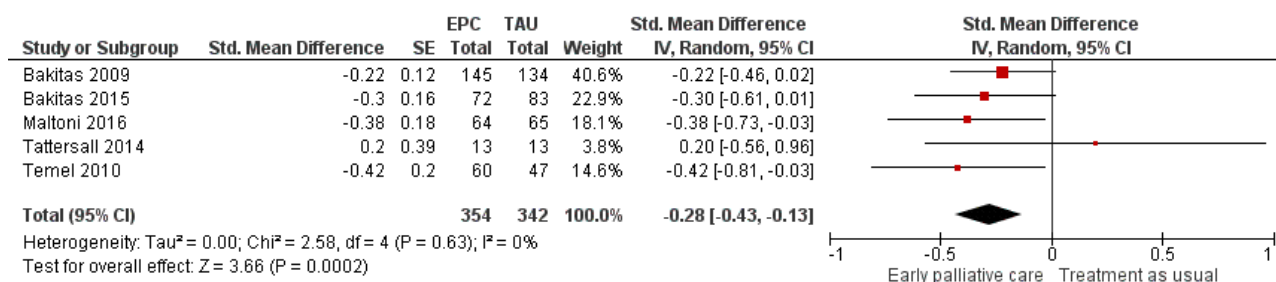 EPC TAU Std. Mean Difference Std. Mean Difference
Study or Subgroup Std. Mean Difference SE Total Total Weight IV, Random, 95% CI IV, Random, 95% CI
Bakitas 2009 -0.22 0.12 145 134 40.6% -0.22 [-0.46, 0.02]
Bakitas 2015 -0.3 0.16 72 83 22.9% -0.30 [-0.61, 0.01]
Maltoni 2016 -0.38 0.18 64 65 18.1% -0.38 [-0.73, -0.03]
Tattersall 2014 0.2 0.39 13 13 3.8% 0.20 [-0.56, 0.96]
Temel 2010 -0.42 0.2 60 47 14.6% -0.42 [-0.81, -0.03]
Total (95% CI) 354 342 100.0% -0.28 [-0.43, -0.13]
Heterogeneity: Tau² = 0.00; Chi² = 2.58, df = 4 (P = 0.63); I² = 0%
Test for overall effect: Z = 3.66 (P = 0.0002)
-1 -0.5 0 0.5 1
Early palliative care Treatment as usual